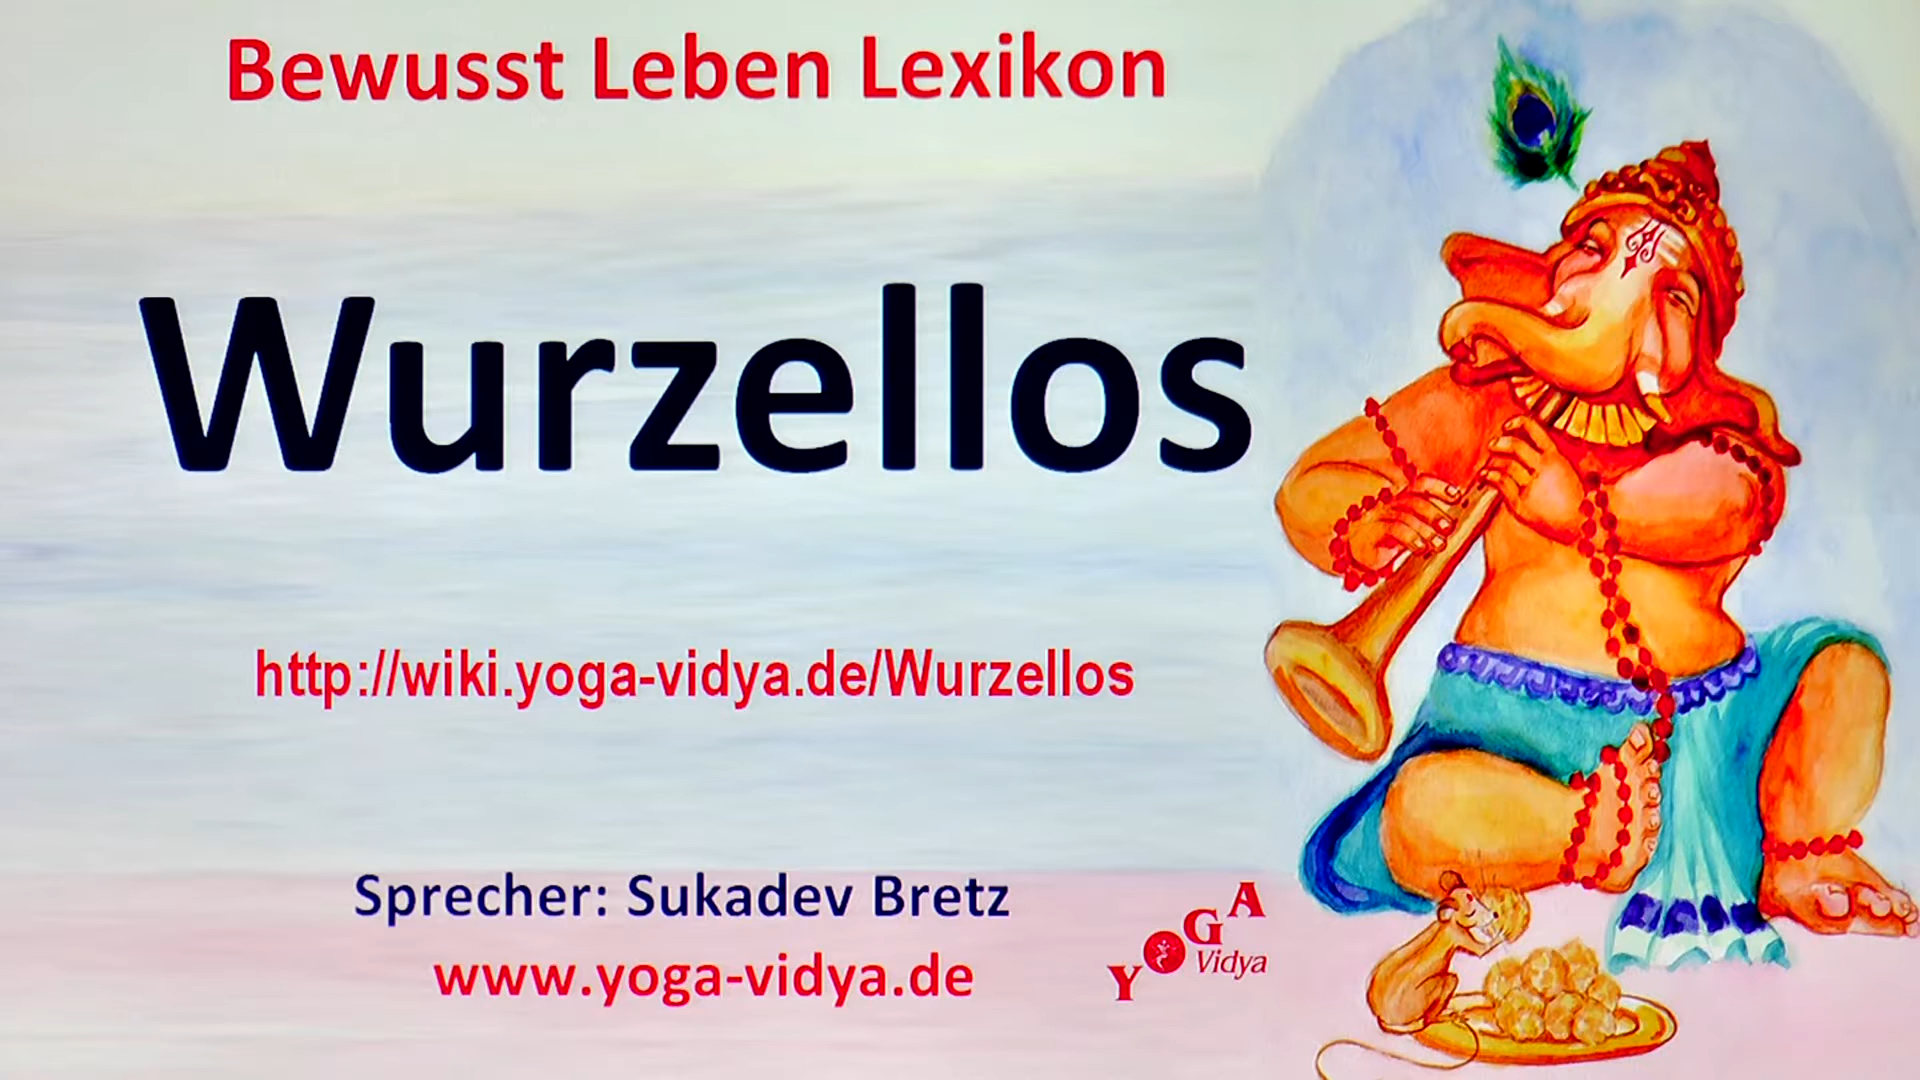 Bewusst Leben Lexikon
Wurzellos
http://wiki.yoga-vidya.de/Wurzellos
Sprecher: Sukadev Bretz
www.yoga-vidya.de
YOGA
Vidya